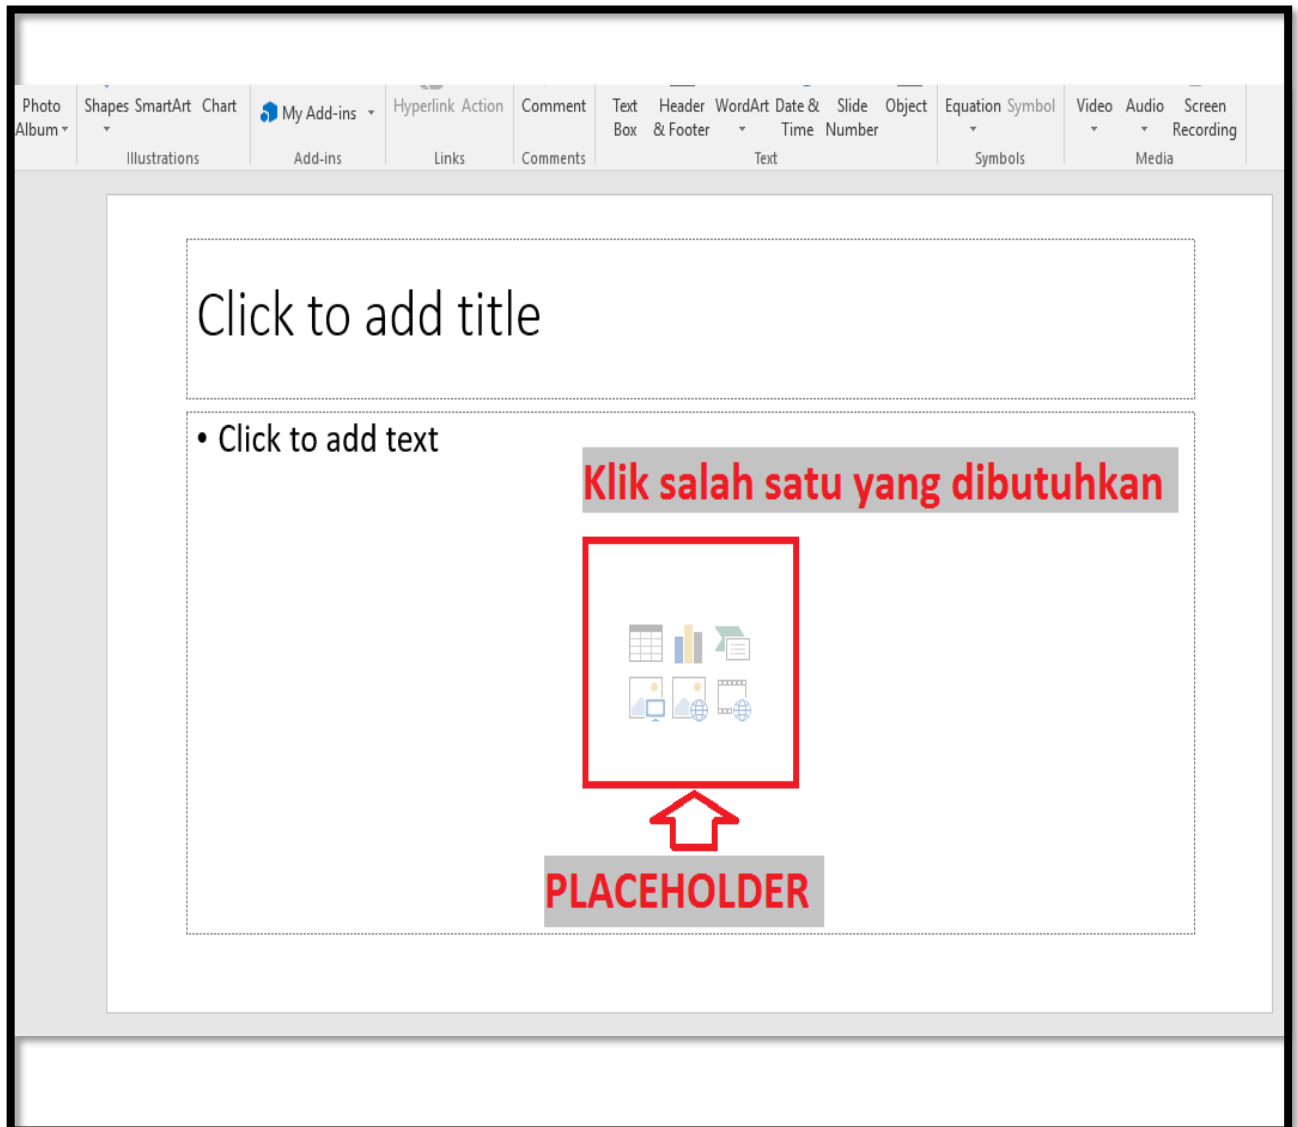 Photo Shapes SmartArt Chart My Add-ins Hyperlink Action Comment Text Header WordArt Date & Slide Object Equation Symbol Video Audio Screen
Album Box & Footer Time Number Recording
Illustrations Add-ins Links Comments Text Symbols Media
Click to add title
• Click to add text
Klik salah satu yang dibutuhkan
PLACEHOLDER